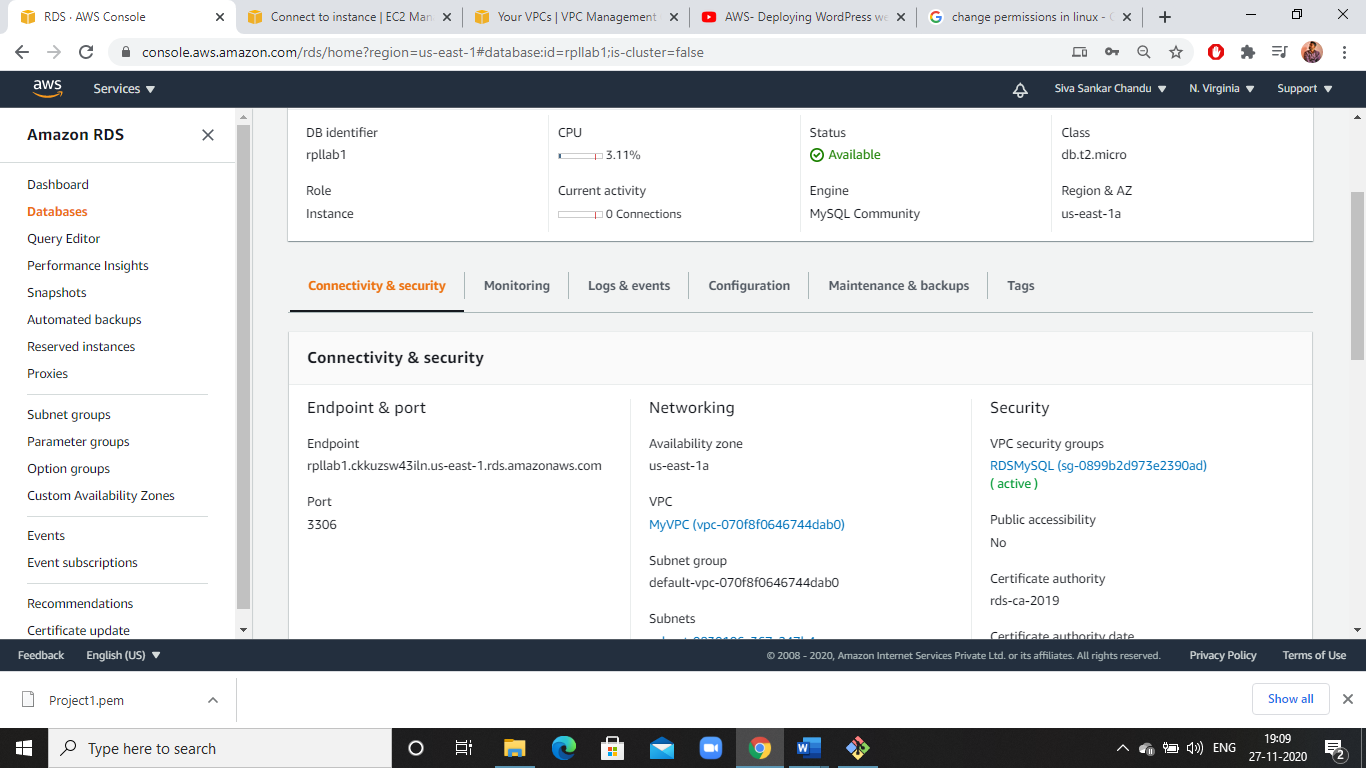 RDS · AWS Console
Connect to instance | EC2 Man
Your VPCs | VPC Management
AWS- Deploying WordPress we
change permissions in linux - G
console.aws.amazon.com/rds/home?region=us-east-1#database:id=rpllab1;is-cluster=false
aws
Services
Siva Sankar Chandu
N. Virginia
Support
Amazon RDS
Dashboard
Databases
Query Editor
Performance Insights
Snapshots
Automated backups
Reserved instances
Proxies
Subnet groups
Parameter groups
Option groups
Custom Availability Zones
Events
Event subscriptions
Recommendations
Certificate update
DB identifier
rpllab1
CPU
3.11%
Status
Available
Class
db.t2.micro
Role
Instance
Current activity
0 Connections
Engine
MySQL Community
Region & AZ
us-east-1a
Connectivity & security
Monitoring
Logs & events
Configuration
Maintenance & backups
Tags
Connectivity & security
Endpoint & port
Endpoint
rpllab1.ckkuzsw43iln.us-east-1.rds.amazonaws.com
Port
3306
Networking
Availability zone
us-east-1a
VPC
MyVPC (vpc-070f8f0646744dab0)
Subnet group
default-vpc-070f8f0646744dab0
Subnets
Security
VPC security groups
RDSMySQL (sg-0899b2d973e2390ad)
( active )
Public accessibility
No
Certificate authority
rds-ca-2019
Certificate authority date
Feedback
English (US)
© 2008 - 2020, Amazon Internet Services Private Ltd. or its affiliates. All rights reserved.
Privacy Policy
Terms of Use
Project1.pem
Show all
Type here to search
ENG
19:09
27-11-2020
2